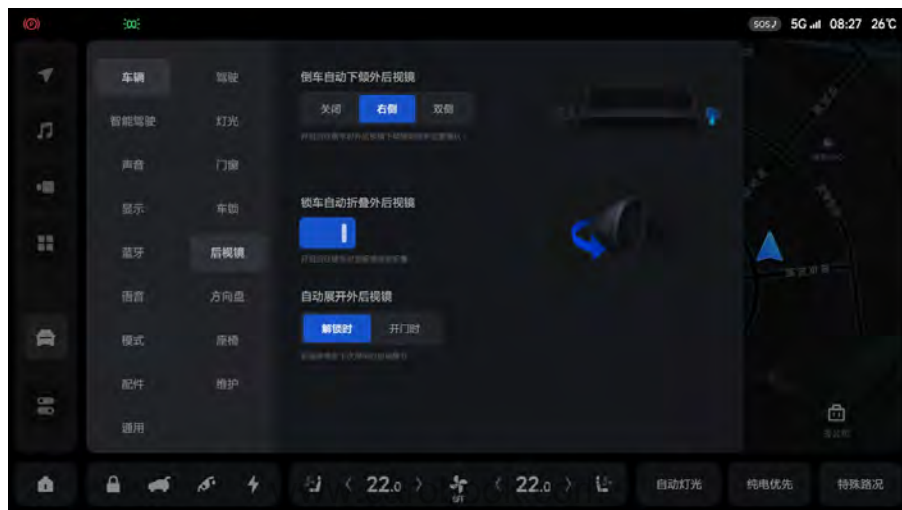 SOS 5G 08:27 26℃
车辆
智能驾驶
声音
显示
蓝牙
语音
模式
配件
通用
驾驶
灯光
门窗
车锁
后视镜
方向盘
座椅
维护
倒车自动下倾外后视镜
关闭 右侧 双侧
锁车自动折叠外后视镜
自动展开外后视镜
解锁时 开门时
22.0
OFF
22.0
自动灯光
纯电优先
特殊路况